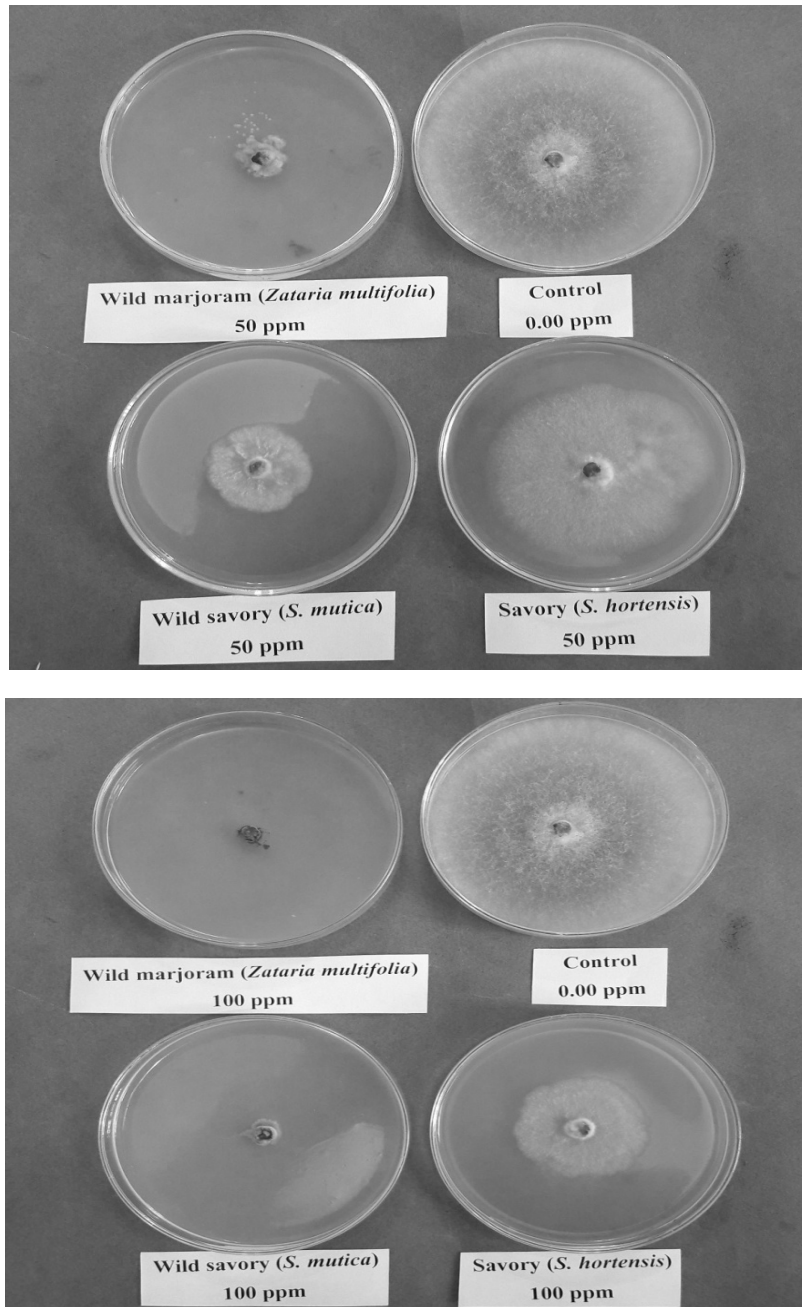 Wild marjoram (Zataria multifolia)
50 ppm
Control
0.00 ppm
Wild savory (S. mutica)
50 ppm
Savory (S. hortensis)
50 ppm
Wild marjoram (Zataria multifolia)
100 ppm
Control
0.00 ppm
Wild savory (S. mutica)
100 ppm
Savory (S. hortensis)
100 ppm